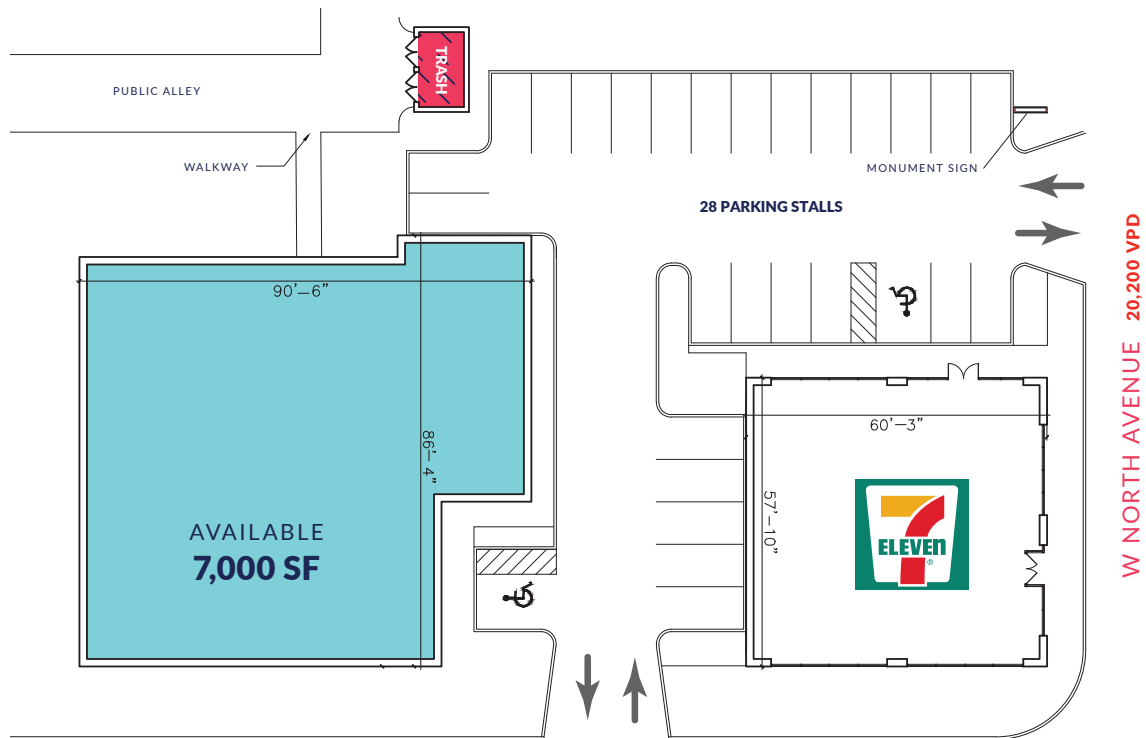 TRASH
PUBLIC ALLEY
WALKWAY
MONUMENT SIGN
28 PARKING STALLS
W NORTH AVENUE 20,200 VPD
90'-6"
86'-4"
60'-3"
57'-10"
AVAILABLE
7,000 SF
7
ELEVEn
®